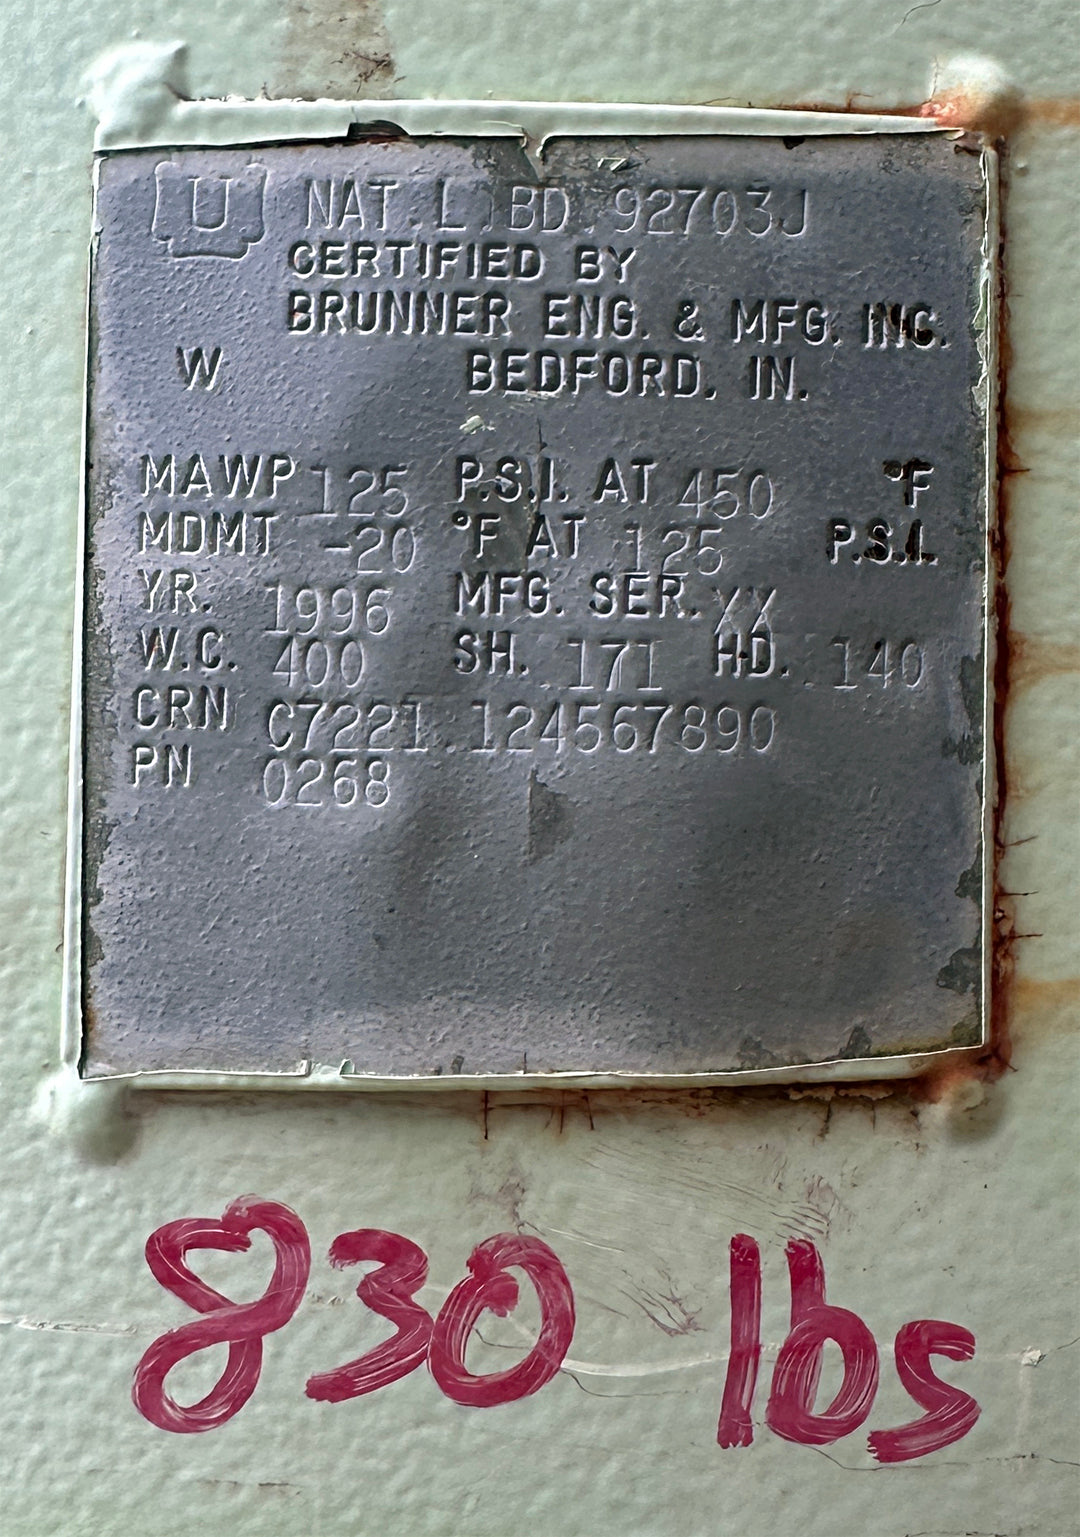 U NAT.L.BD.92703J
CERTIFIED BY
BRUNNER ENG. & MFG. INC.
W BEDFORD. IN.
MAWP 125 P.S.I. AT 450 °F
MDMT -20 °F AT 125 P.S.I.
YR. 1996 MFG. SER. XX
W.C. 400 SH. 171 HD. 140
CRN C7221.124567890
PN 0268
830 lbs